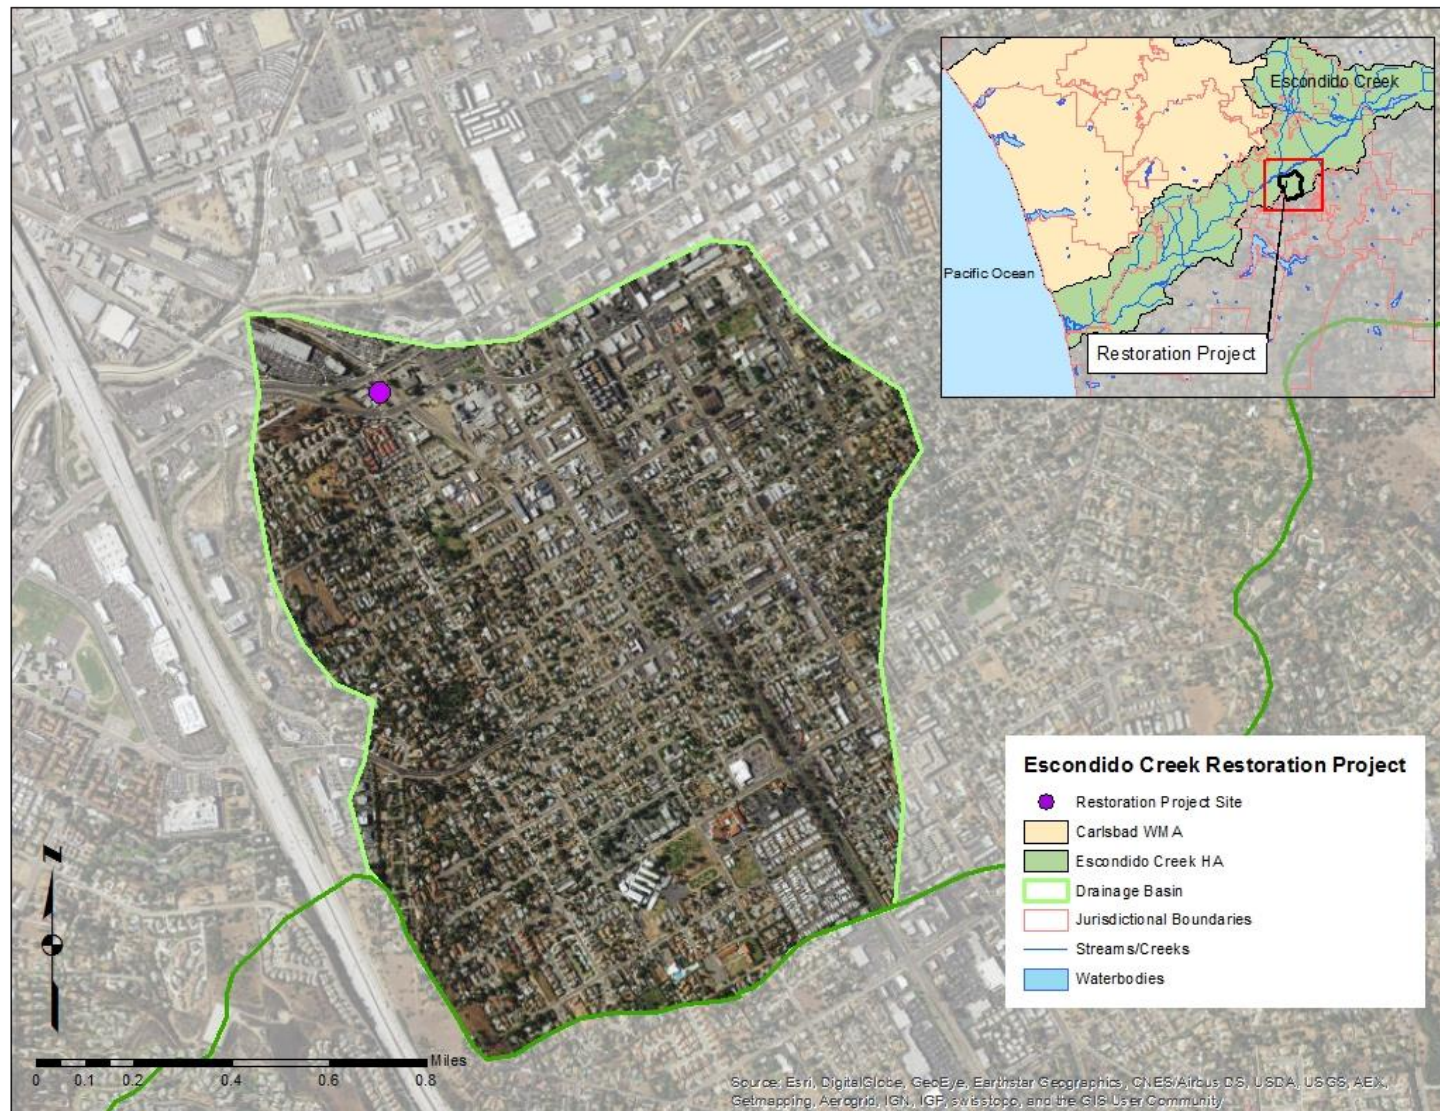 Escondido Creek
Pacific Ocean
Restoration Project
Escondido Creek Restoration Project
Restoration Project Site
Carlsbad WMA
Escondido Creek HA
Drainage Basin
Jurisdictional Boundaries
Streams/Creeks
Waterbodies
N
Miles
0 0.1 0.2 0.4 0.6 0.8
Source: Esri, DigitalGlobe, GeoEye, Earthstar Geographics, CNES/Airbus DS, USDA, USGS, AEX,
Getmapping, Aerogrid, IGN, IGP, swisstopo, and the GIS User Community